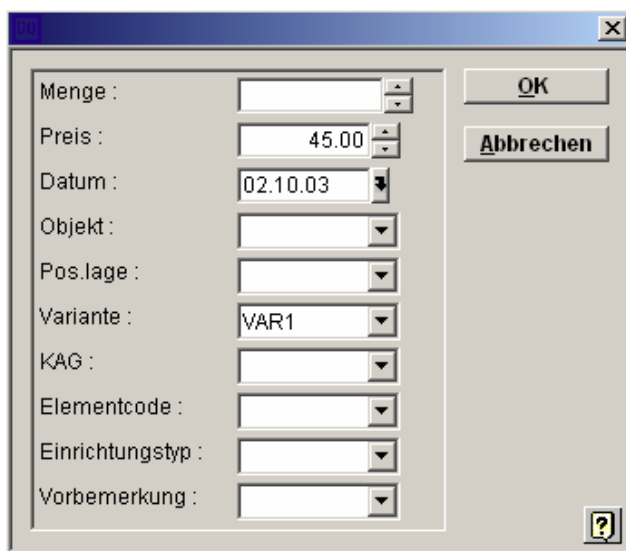 Menge :
Preis : 45.00
Datum : 02.10.03
Objekt :
Pos.lage :
Variante : VAR1
KAG :
Elementcode :
Einrichtungstyp :
Vorbemerkung :
OK
Abbrechen
?